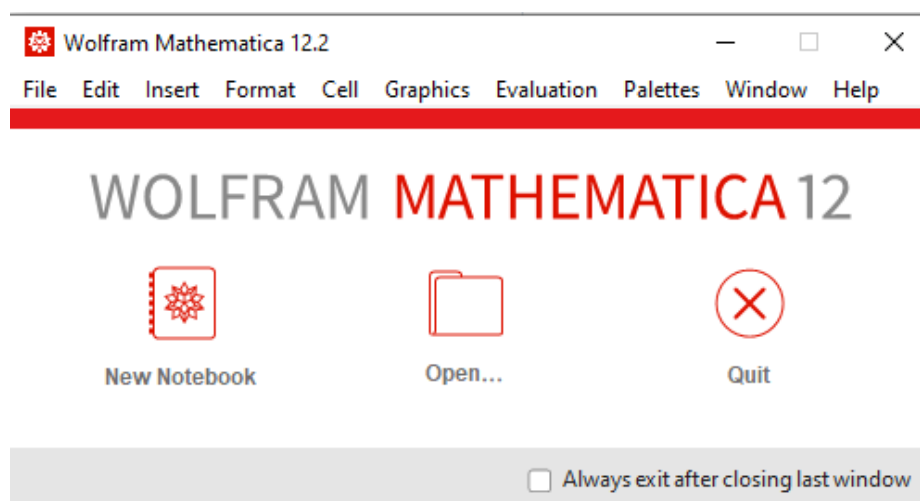 Wolfram Mathematica 12.2
File Edit Insert Format Cell Graphics Evaluation Palettes Window Help
WOLFRAM MATHEMATICA 12
New Notebook Open... Quit
Always exit after closing last window